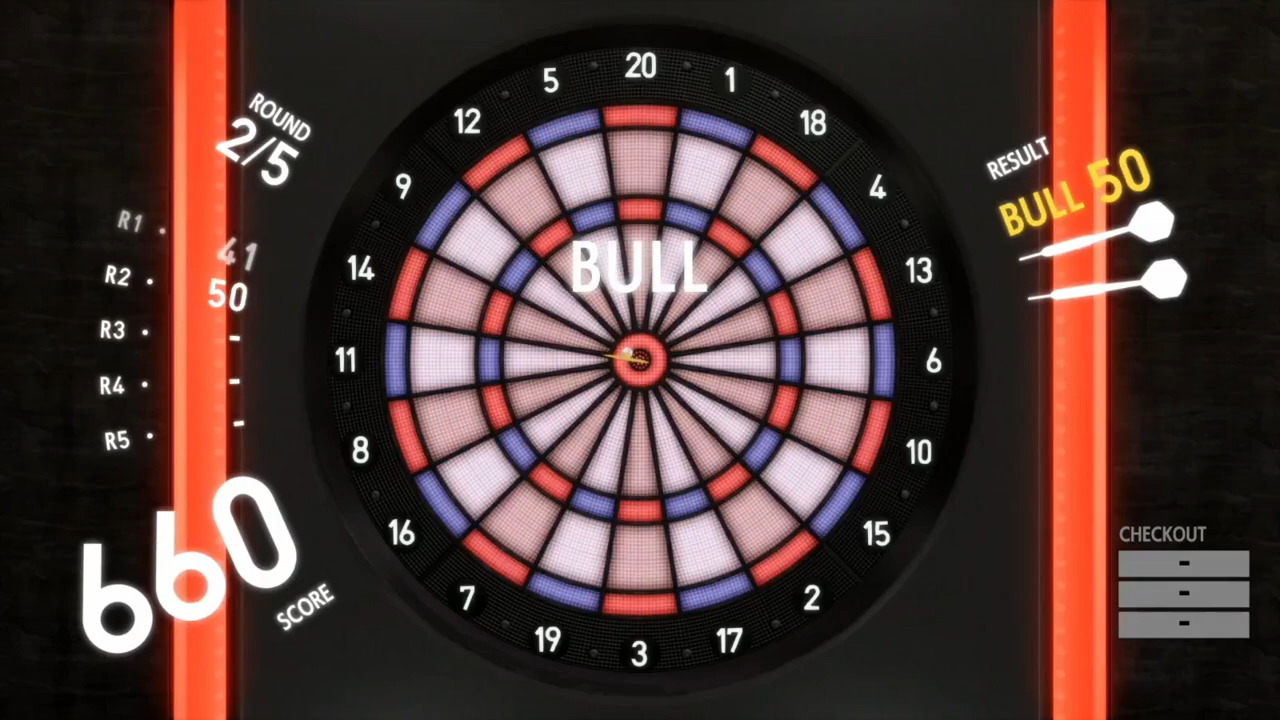 ROUND
2/5
R1 41
R2 50
R3 -
R4 -
R5 -
660
SCORE
20
1
18
4
13
6
10
15
2
17
3
19
7
16
8
11
14
9
12
5
BULL
RESULT
BULL 50
CHECKOUT
-
-
-